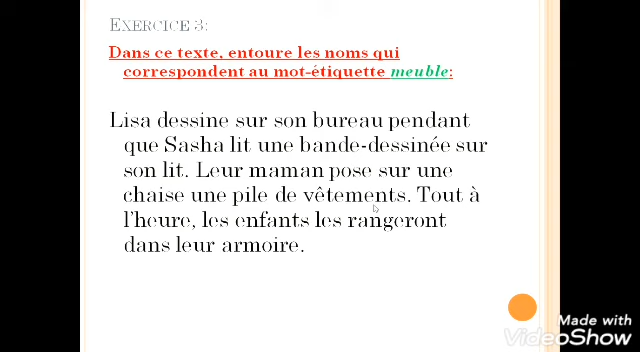 EXERCICE 3:
Dans ce texte, entoure les noms qui
correspondent au mot-étiquette meuble:
Lisa dessine sur son bureau pendant
que Sasha lit une bande-dessinée sur
son lit. Leur maman pose sur une
chaise une pile de vêtements. Tout à
l'heure, les enfants les rangeront
dans leur armoire.
Made with
VideoShow